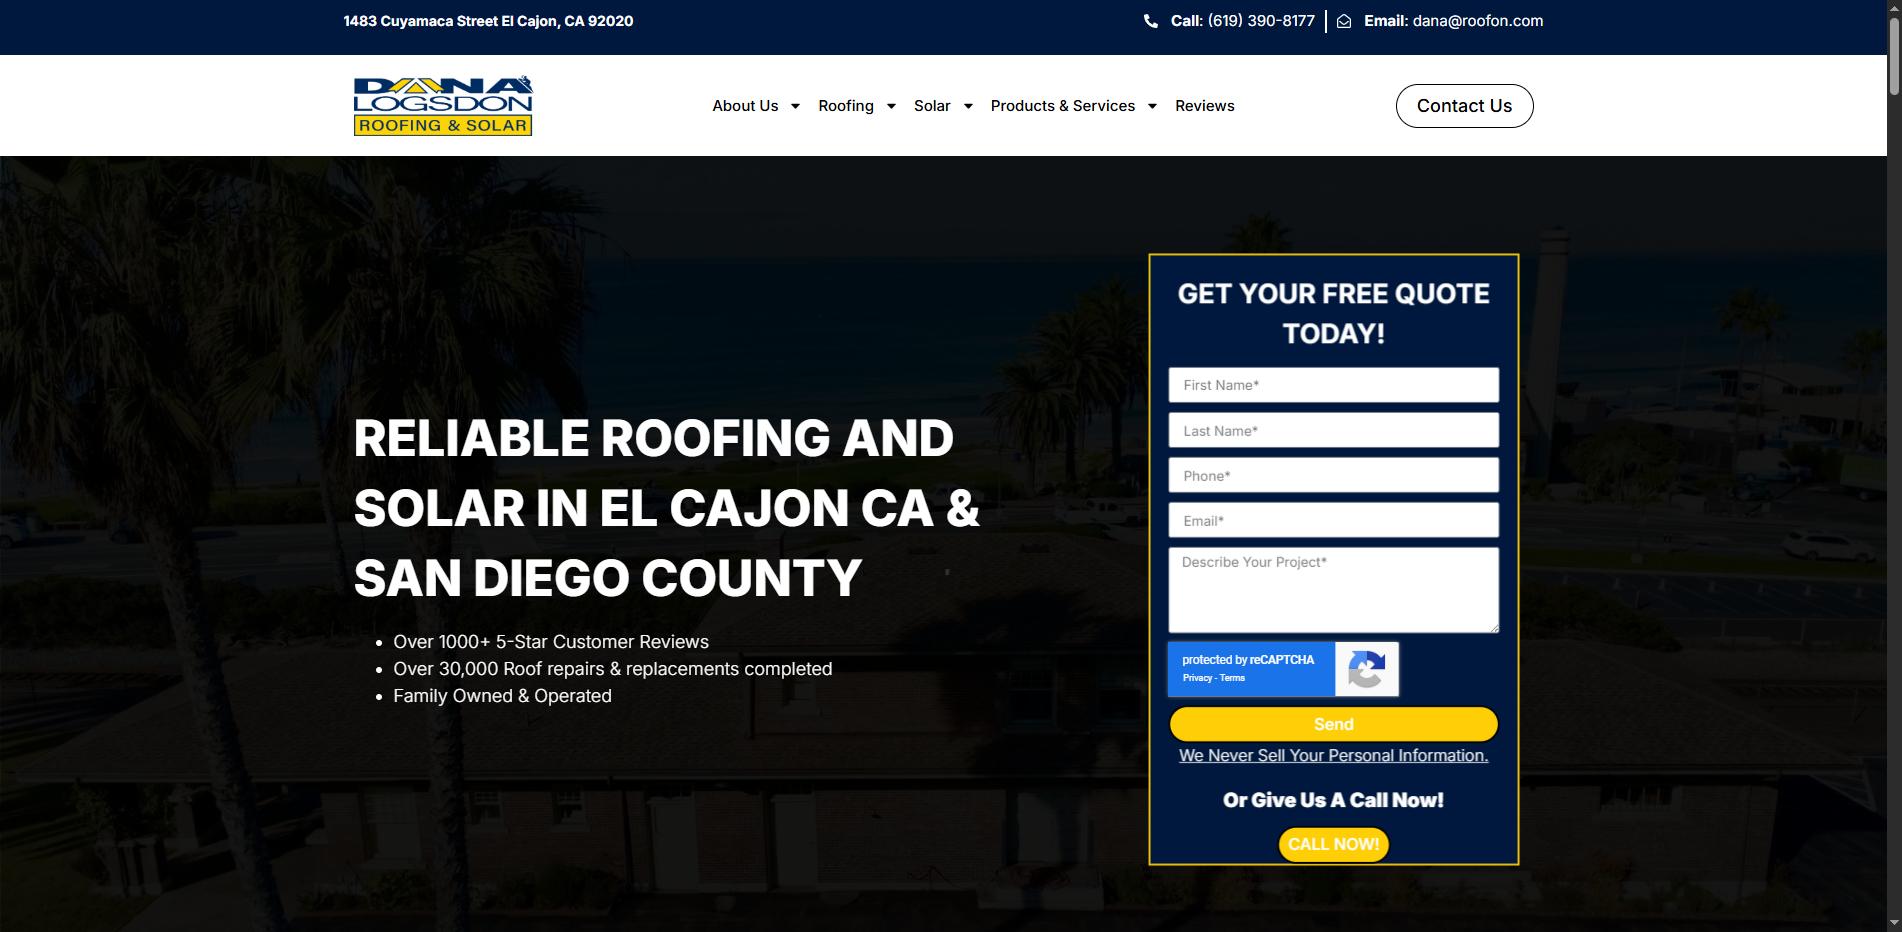 1483 Cuyamaca Street El Cajon, CA 92020
Call: (619) 390-8177
Email: dana@roofon.com
DANA
LOGSDON
ROOFING & SOLAR
About Us
Roofing
Solar
Products & Services
Reviews
Contact Us
RELIABLE ROOFING AND
SOLAR IN EL CAJON CA &
SAN DIEGO COUNTY
• Over 1000+ 5-Star Customer Reviews
• Over 30,000 Roof repairs & replacements completed
• Family Owned & Operated
GET YOUR FREE QUOTE
TODAY!
First Name*
Last Name*
Phone*
Email*
Describe Your Project*
protected by reCAPTCHA
Privacy - Terms
Send
We Never Sell Your Personal Information.
Or Give Us A Call Now!
CALL NOW!